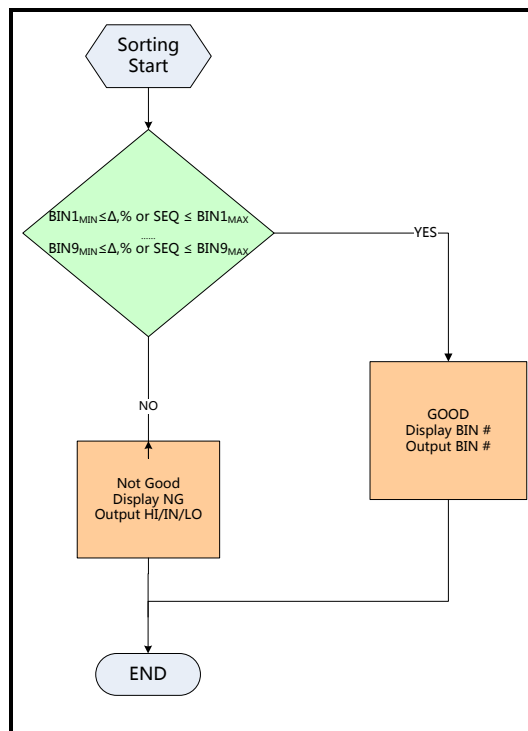 Sorting
Start
BIN1MIN≤Δ,% or SEQ ≤ BIN1MAX
......
BIN9MIN≤Δ,% or SEQ ≤ BIN9MAX
YES
NO
GOOD
Display BIN #
Output BIN #
Not Good
Display NG
Output HI/IN/LO
END